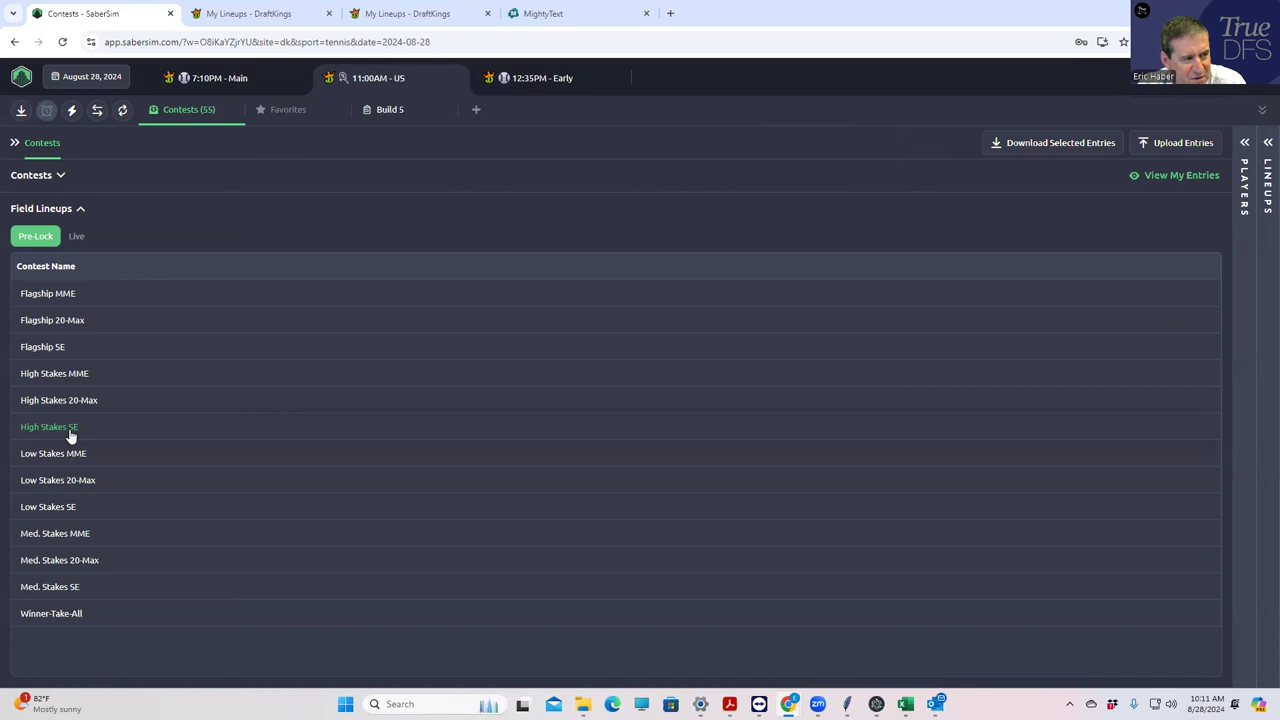 Contests - SaberSim
My Lineups - DraftKings
My Lineups - DraftKings
MightyText
app.sabersim.com/?w=O8iKaYZjrYU&site=dk&sport=tennis&date=2024-08-28
August 28, 2024
7:10PM - Main
11:00AM - US
12:35PM - Early
True
DFS
Eric Haber
Contests (55)
Favorites
Build 5
Contests
Download Selected Entries
Upload Entries
Contests
View My Entries
PLAYERS
LINEUPS
Field Lineups
Pre-Lock
Live
Contest Name
Flagship MME
Flagship 20-Max
Flagship SE
High Stakes MME
High Stakes 20-Max
High Stakes SE
Low Stakes MME
Low Stakes 20-Max
Low Stakes SE
Med. Stakes MME
Med. Stakes 20-Max
Med. Stakes SE
Winner-Take-All
82°F
Mostly sunny
Search
10:11 AM
8/28/2024